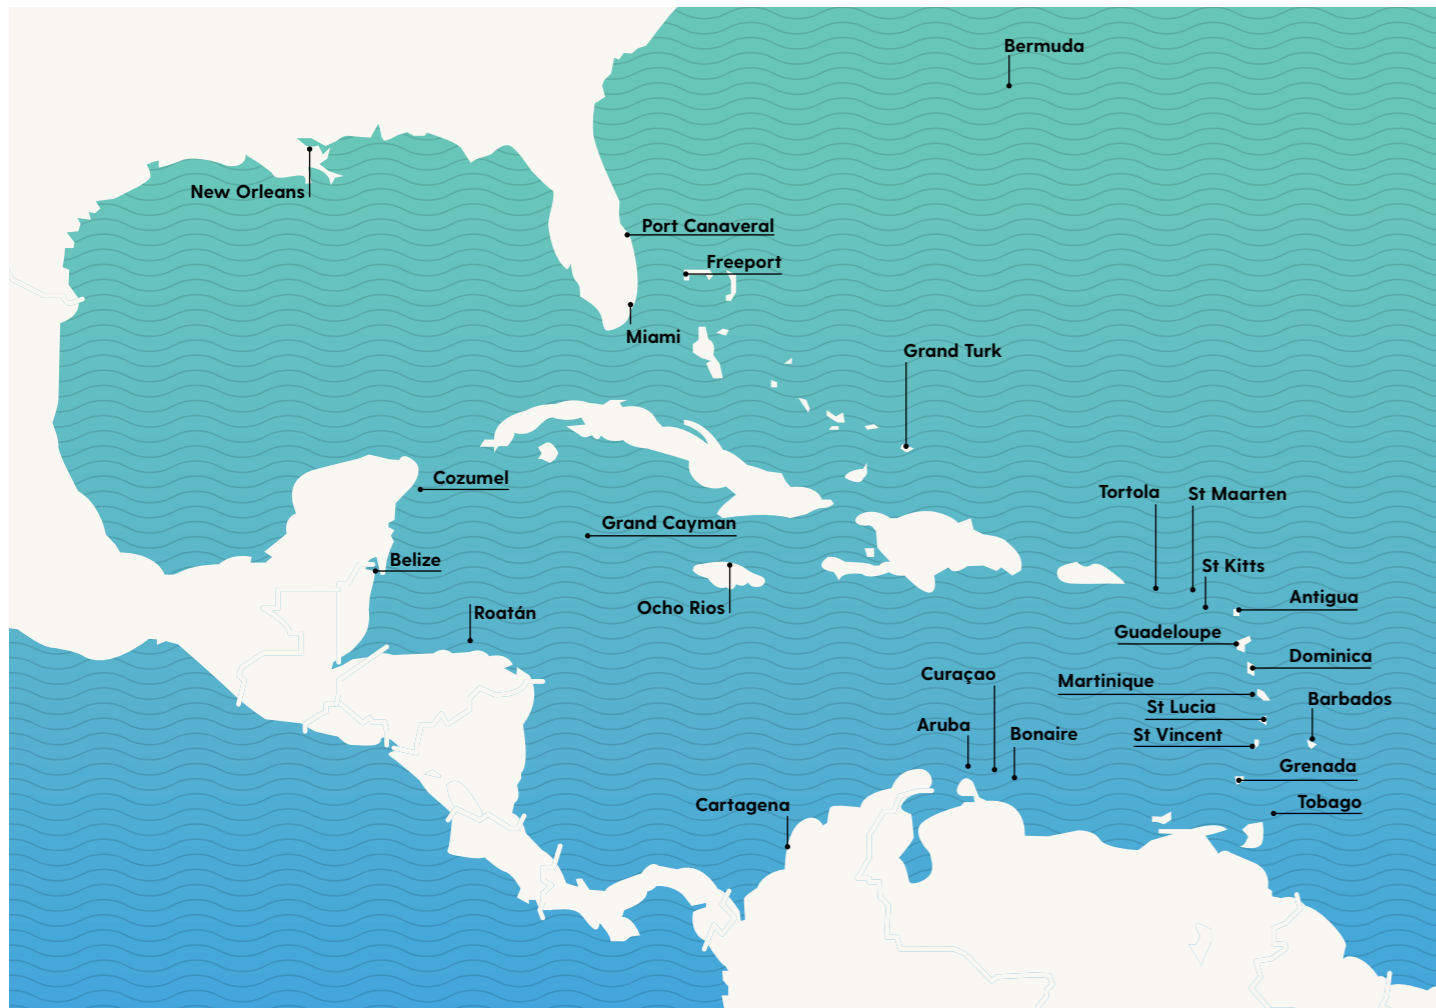 Bermuda
New Orleans
Port Canaveral
Freeport
Miami
Grand Turk
Cozumel
Tortola
St Maarten
Grand Cayman
Belize
St Kitts
Antigua
Roatán
Ocho Rios
Guadeloupe
Dominica
Curaçao
Martinique
Barbados
St Lucia
Aruba
Bonaire
St Vincent
Grenada
Cartagena
Tobago